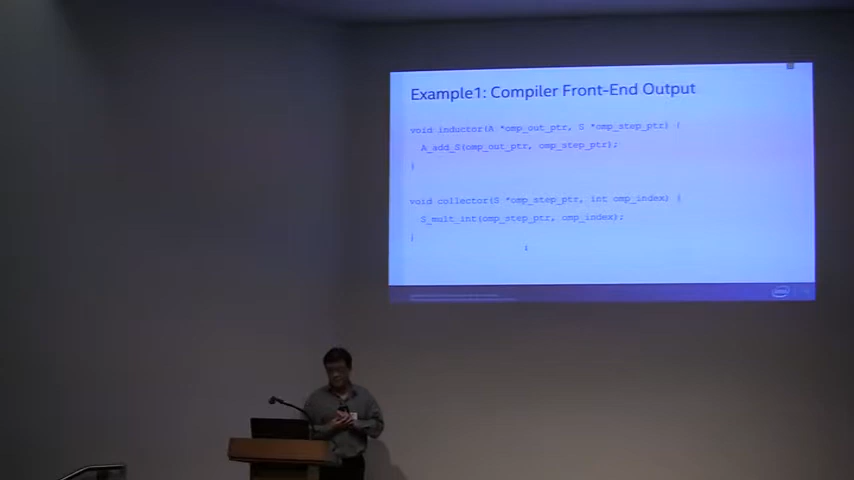 Example1: Compiler Front-End Output
void inductor(A *omp_out_ptr, S *omp_step_ptr) {
A_add_S(omp_out_ptr, omp_step_ptr);
}
void collector(S *omp_step_ptr, int omp_index) {
S_mult_int(omp_step_ptr, omp_index);
}
intel